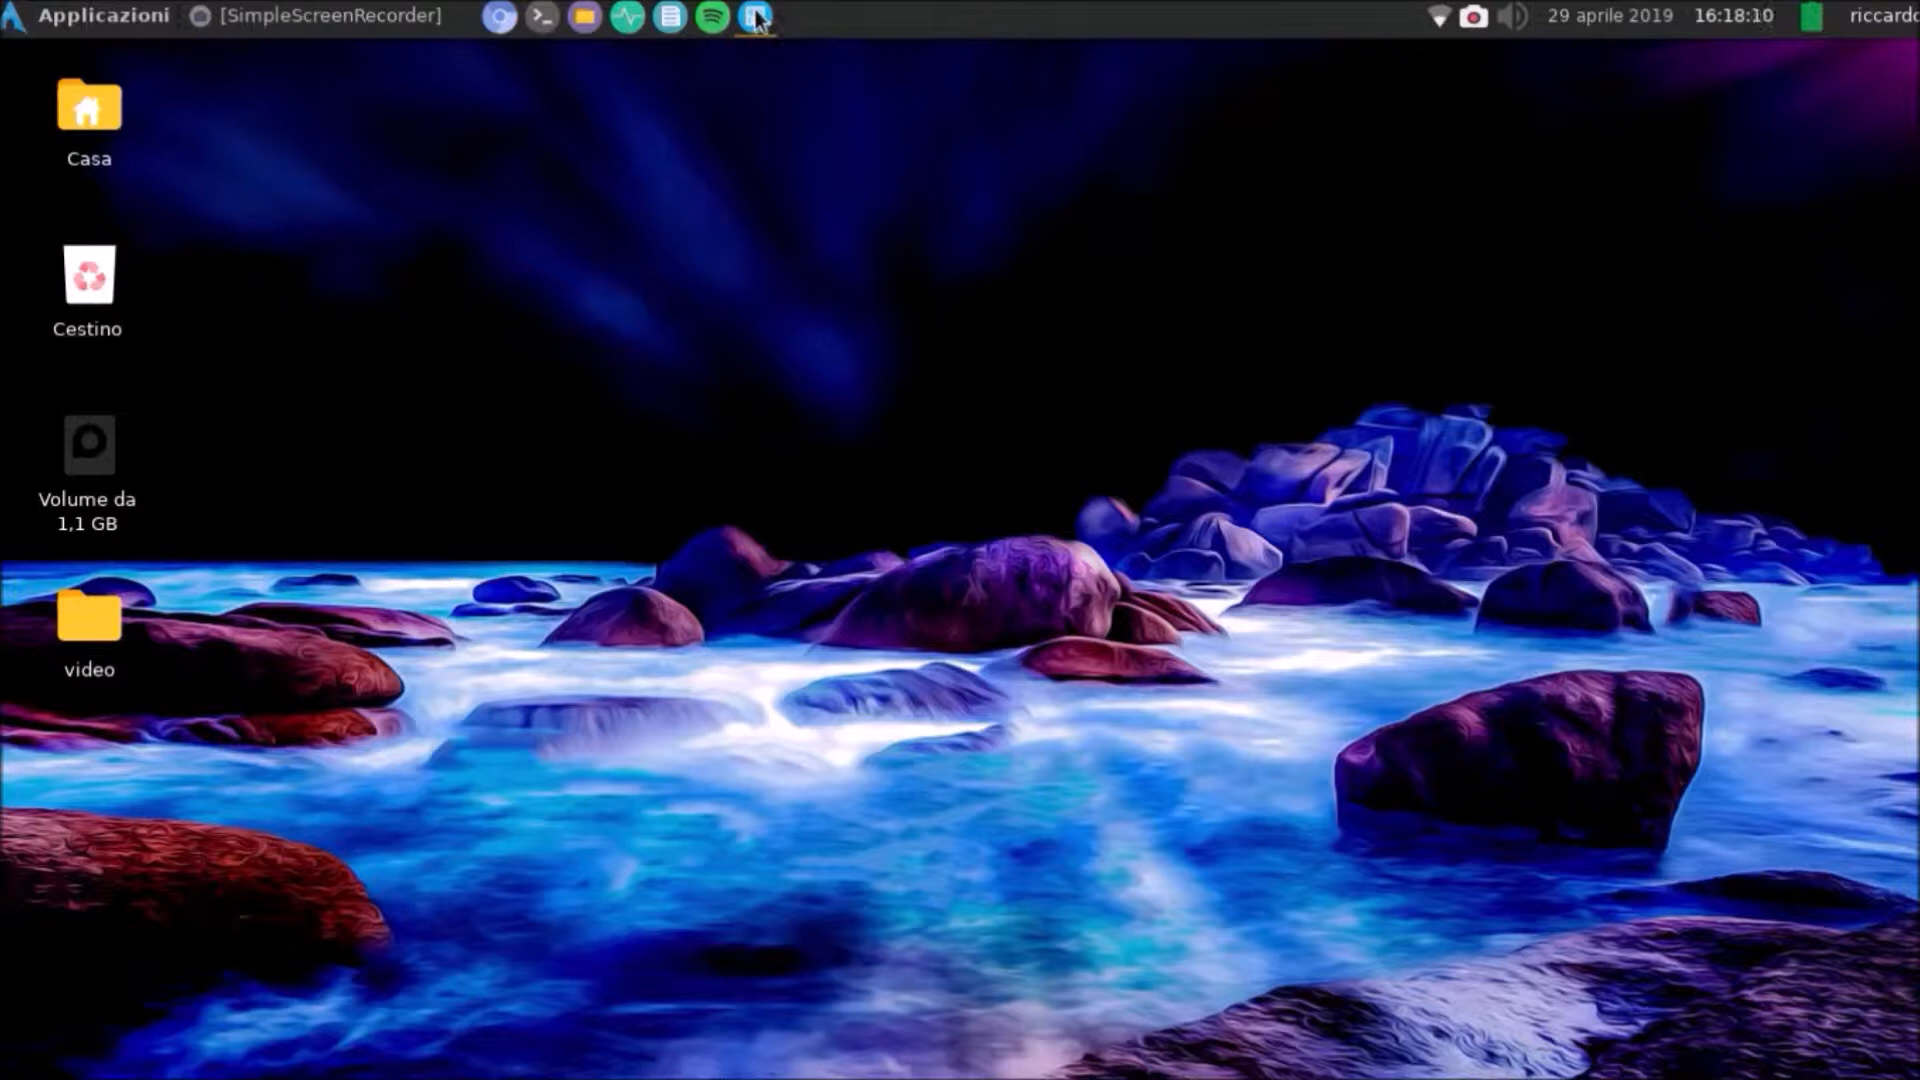 Applicazioni [SimpleScreenRecorder] 29 aprile 2019 16:18:10 riccardo
Casa
Cestino
Volume da
1,1 GB
video